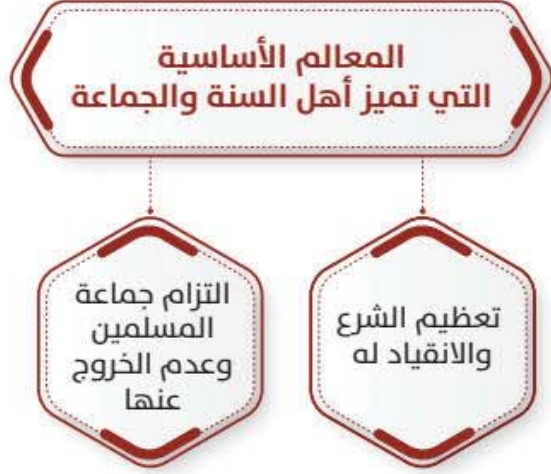 المعالم الأساسية
التي تميز أهل السنة والجماعة
تعظيم الشرع
والانقياد له
التزام جماعة
المسلمين
وعدم الخروج
عنها